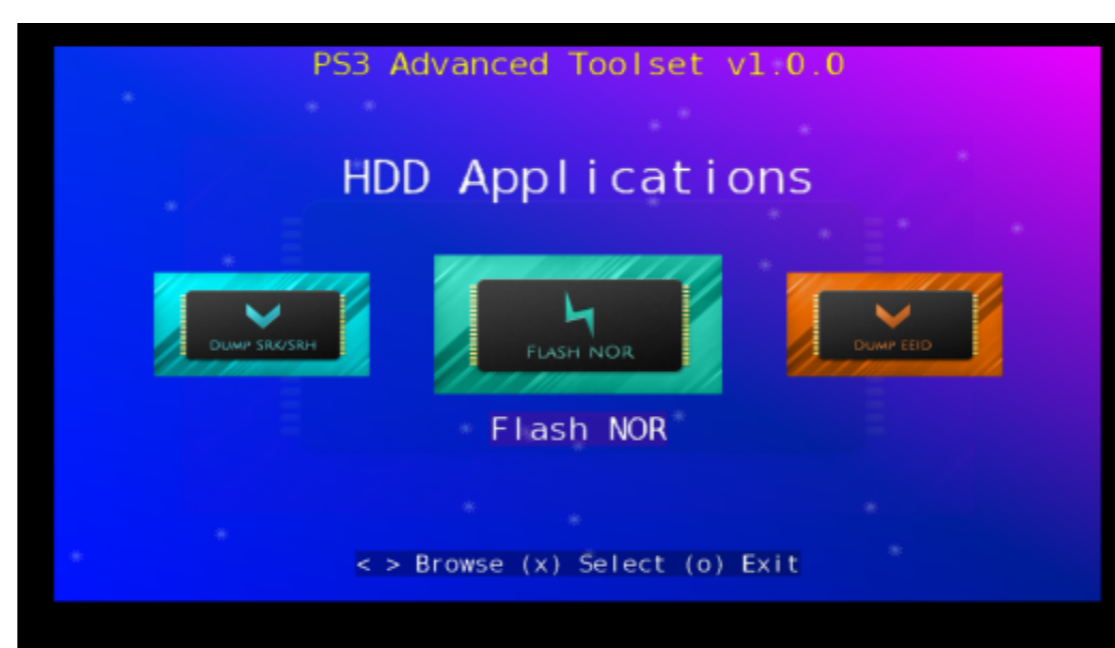 PS3 Advanced Toolset v1.0.0
HDD Applications
DUMP SRK/SRH
FLASH NOR
DUMP EEID
Flash NOR
< > Browse (x) Select (o) Exit